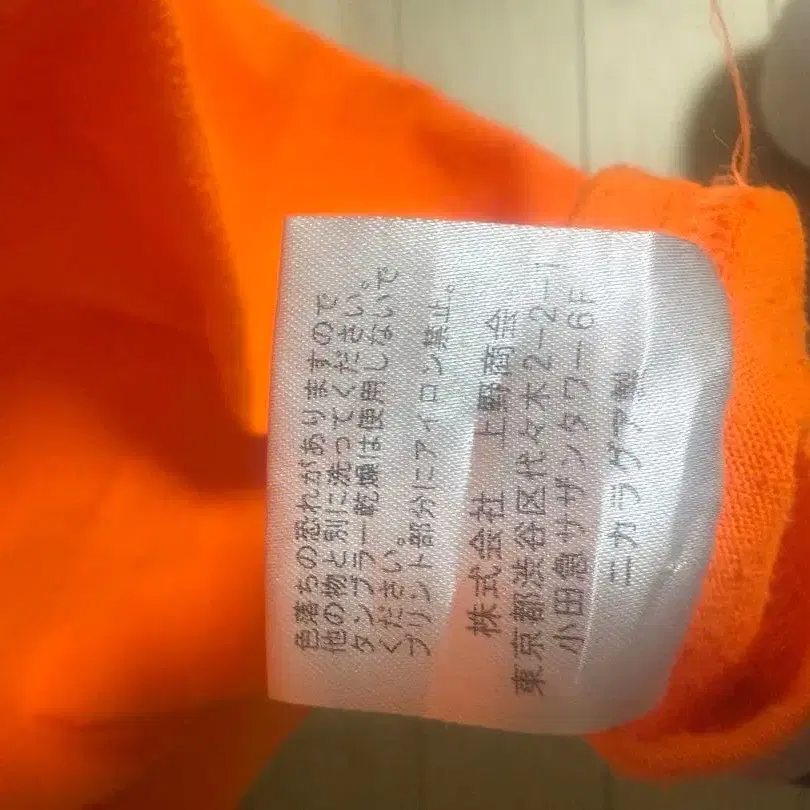 色落ちの恐れがありますので
他の物と別に洗ってください。
タンブラー乾燥は使用しないで
ください。
プリント部分にアイロン禁止。
株式会社 上野商会
東京都渋谷区代々木2-2-1
小田急サザンタワー6F
ニカラグア製